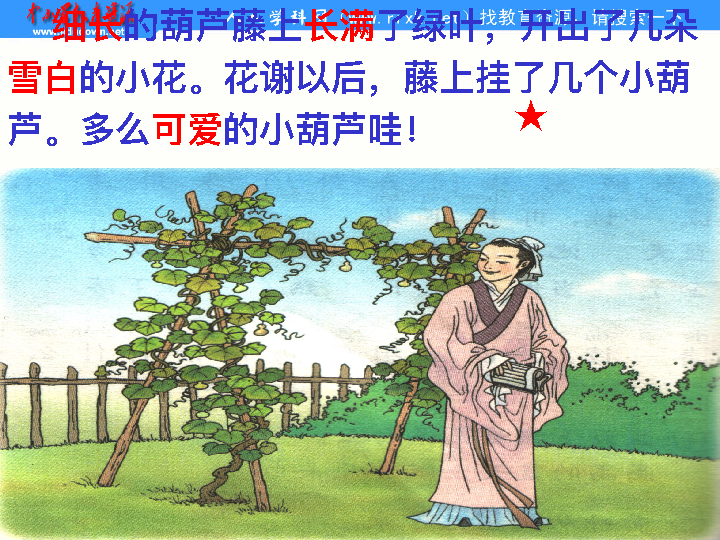 细长的葫芦藤上长满了绿叶，开出了几朵
雪白的小花。花谢以后，藤上挂了几个小葫
芦。多么可爱的小葫芦哇！